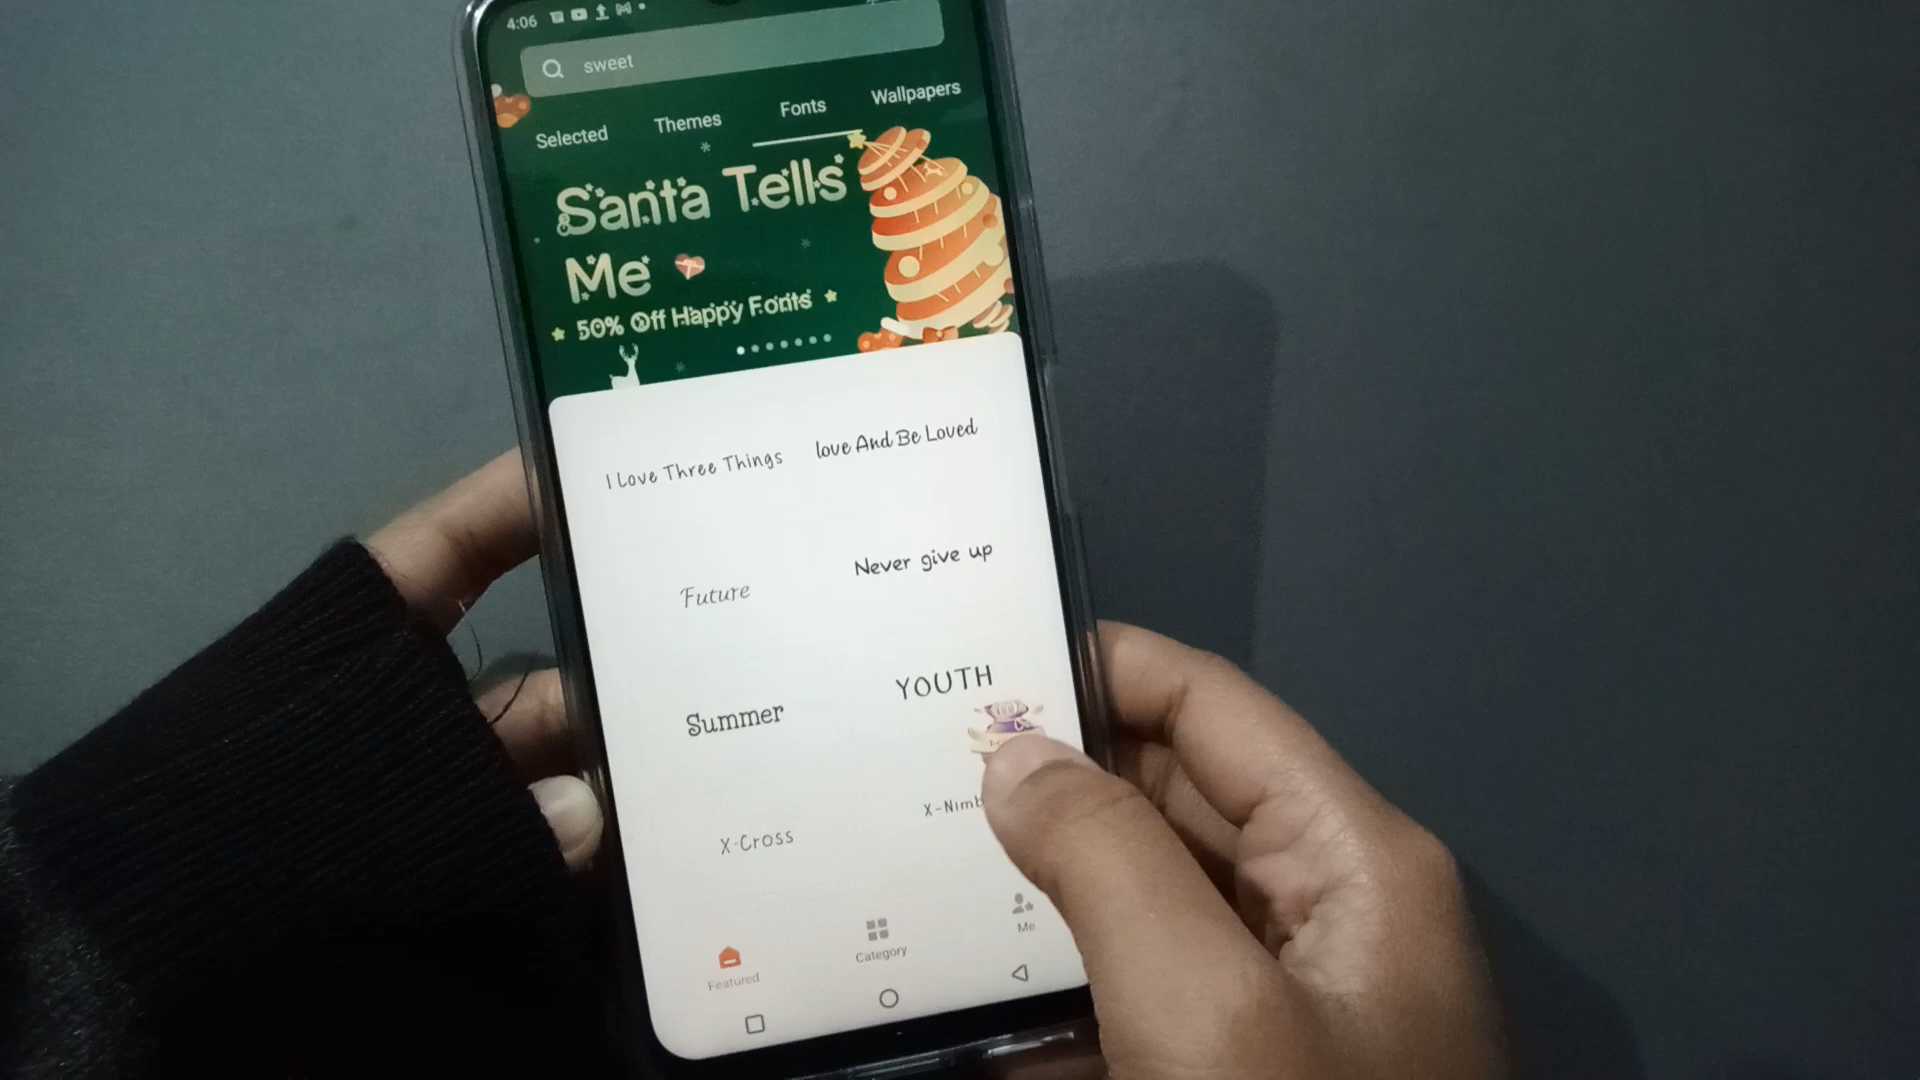 4:06
sweet
Selected Themes Fonts Wallpapers
Santa Tells
Me
50% Off Happy Fonts
I Love Three Things love And Be Loved
Future Never give up
Summer YOUTH
X-Cross
Featured Category Me